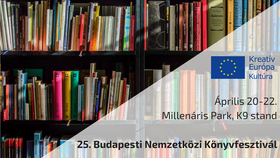 Kreatív
Európa
Kultúra
Április 20-22.
Millenáris Park, K9 stand
25. Budapesti Nemzetközi Könyvfesztivál